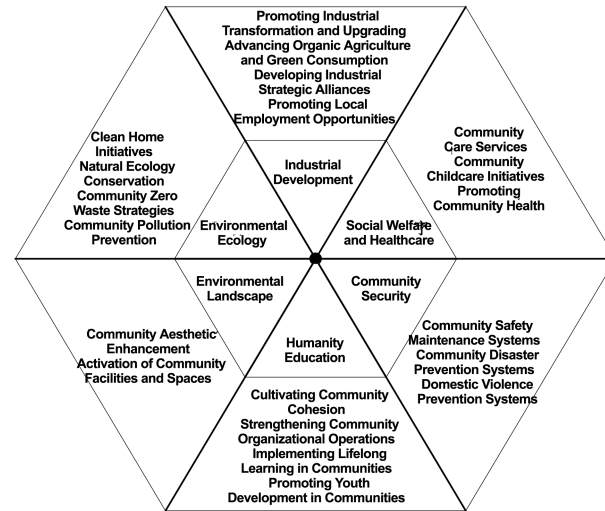 Promoting Industrial
Transformation and Upgrading
Advancing Organic Agriculture
and Green Consumption
Developing Industrial
Strategic Alliances
Promoting Local
Employment Opportunities
Industrial
Development
Clean Home
Initiatives
Natural Ecology
Conservation
Community Zero
Waste Strategies
Community Pollution
Prevention
Environmental
Ecology
Social Welfare
and Healthcare
Community
Care Services
Community
Childcare Initiatives
Promoting
Community Health
Environmental
Landscape
Community
Security
Community Aesthetic
Enhancement
Activation of Community
Facilities and Spaces
Humanity
Education
Community Safety
Maintenance Systems
Community Disaster
Prevention Systems
Domestic Violence
Prevention Systems
Cultivating Community
Cohesion
Strengthening Community
Organizational Operations
Implementing Lifelong
Learning in Communities
Promoting Youth
Development in Communities